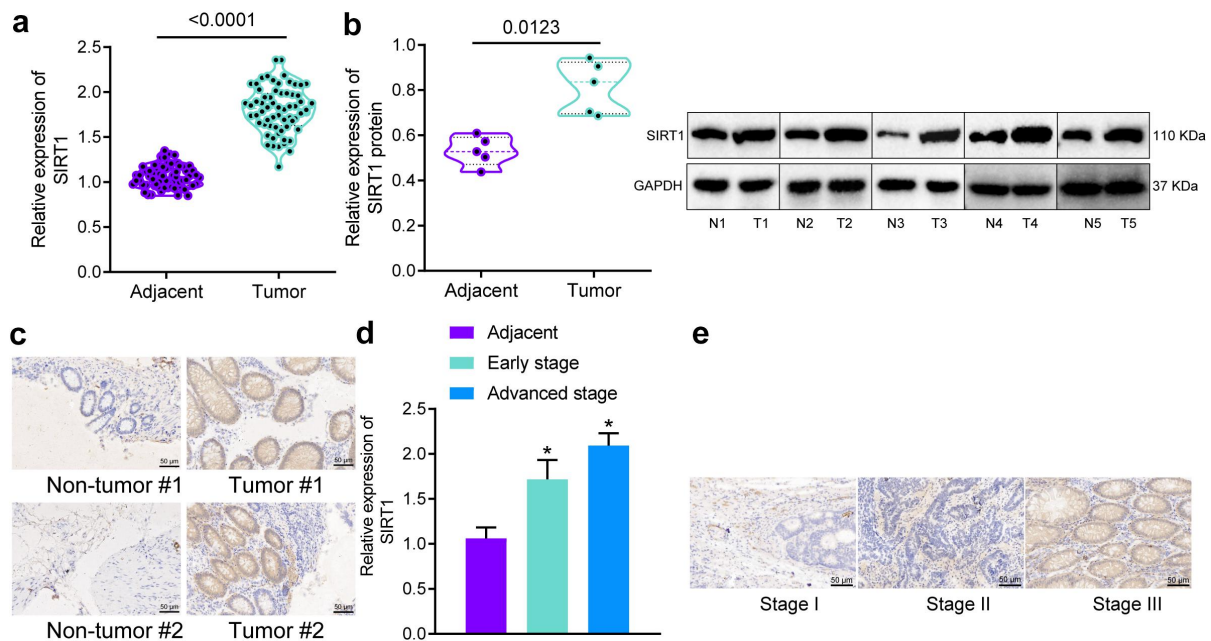 a
<0.0001
Relative expression of
SIRT1
2.5
2.0
1.5
1.0
0.5
0.0
Adjacent
Tumor
b
0.0123
Relative expression of
SIRT1 protein
1.0
0.8
0.6
0.4
0.2
0.0
Adjacent
Tumor
SIRT1
110 KDa
GAPDH
37 KDa
N1 T1 N2 T2 N3 T3 N4 T4 N5 T5
c
50 μm
50 μm
Non-tumor #1
Tumor #1
50 μm
50 μm
Non-tumor #2
Tumor #2
d
Adjacent
Early stage
Advanced stage
Relative expression of
SIRT1
2.5
2.0
1.5
1.0
0.5
0.0
*
*
e
50 μm
50 μm
50 μm
Stage I
Stage II
Stage III